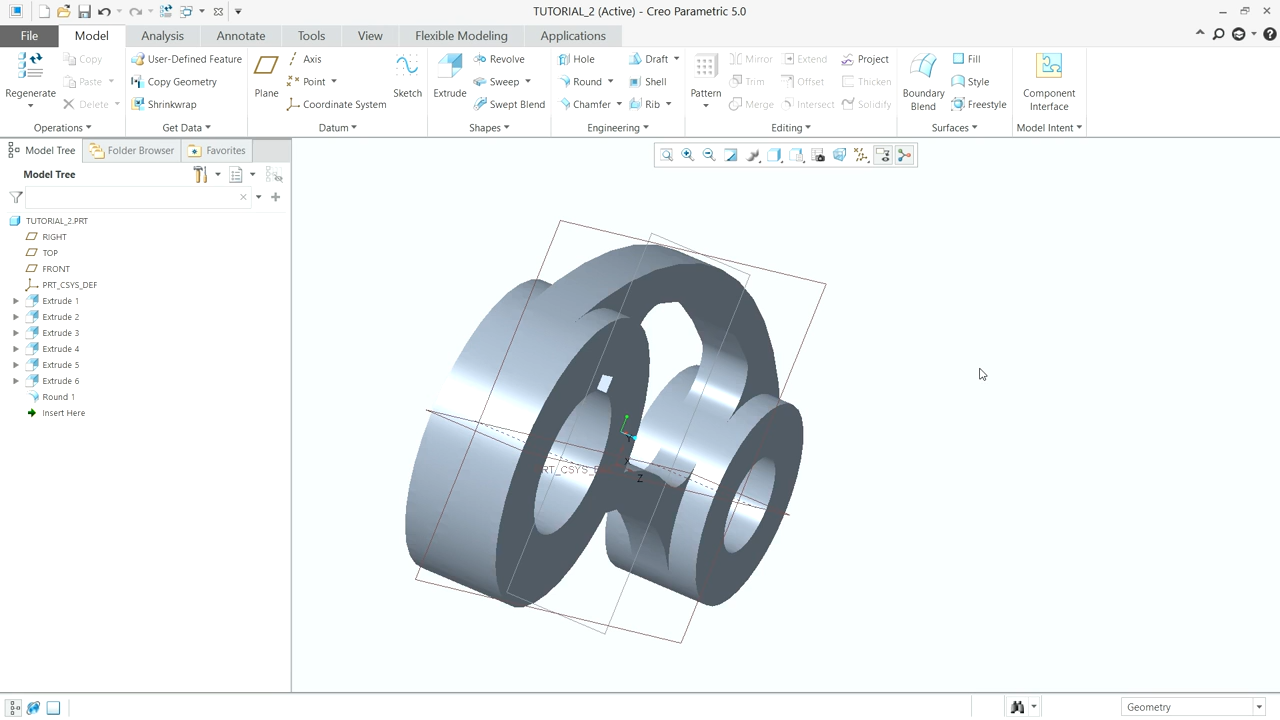 TUTORIAL_2 (Active) - Creo Parametric 5.0
File Model Analysis Annotate Tools View Flexible Modeling Applications
Regenerate
Copy
Paste
Delete
Operations
User-Defined Feature
Copy Geometry
Shrinkwrap
Get Data
Plane
Axis
Point
Coordinate System
Sketch
Datum
Extrude
Revolve
Sweep
Swept Blend
Shapes
Hole
Round
Chamfer
Draft
Shell
Rib
Engineering
Pattern
Mirror
Trim
Merge
Extend
Offset
Intersect
Project
Thicken
Solidify
Editing
Boundary
Blend
Fill
Style
Freestyle
Surfaces
Component
Interface
Model Intent
Model Tree Folder Browser Favorites
Model Tree
TUTORIAL_2.PRT
RIGHT
TOP
FRONT
PRT_CSYS_DEF
Extrude 1
Extrude 2
Extrude 3
Extrude 4
Extrude 5
Extrude 6
Round 1
Insert Here
Y
X
Z
Geometry